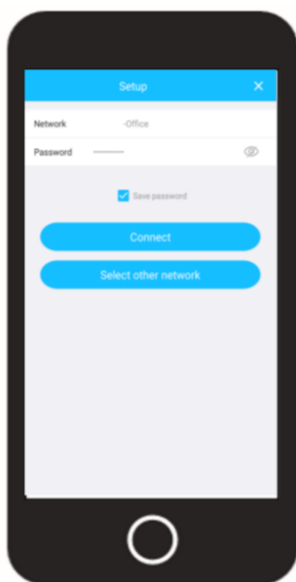 Setup
Network -Office
Password
Save password
Connect
Select other network